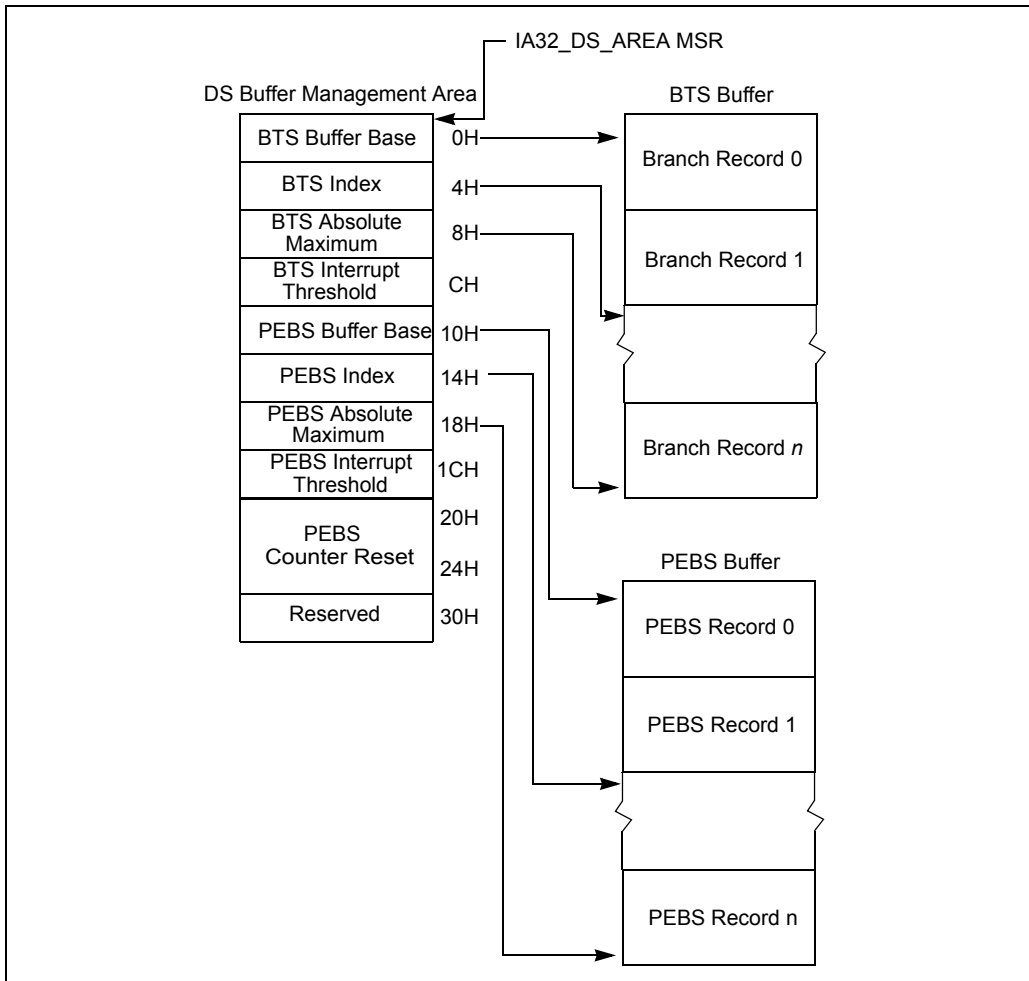 IA32_DS_AREA MSR
DS Buffer Management Area
BTS Buffer Base 0H
BTS Index 4H
BTS Absolute
Maximum 8H
BTS Interrupt
Threshold CH
PEBS Buffer Base 10H
PEBS Index 14H
PEBS Absolute
Maximum 18H
PEBS Interrupt
Threshold 1CH
20H
PEBS
Counter Reset
24H
Reserved 30H
BTS Buffer
Branch Record 0
Branch Record 1
Branch Record n
PEBS Buffer
PEBS Record 0
PEBS Record 1
PEBS Record n